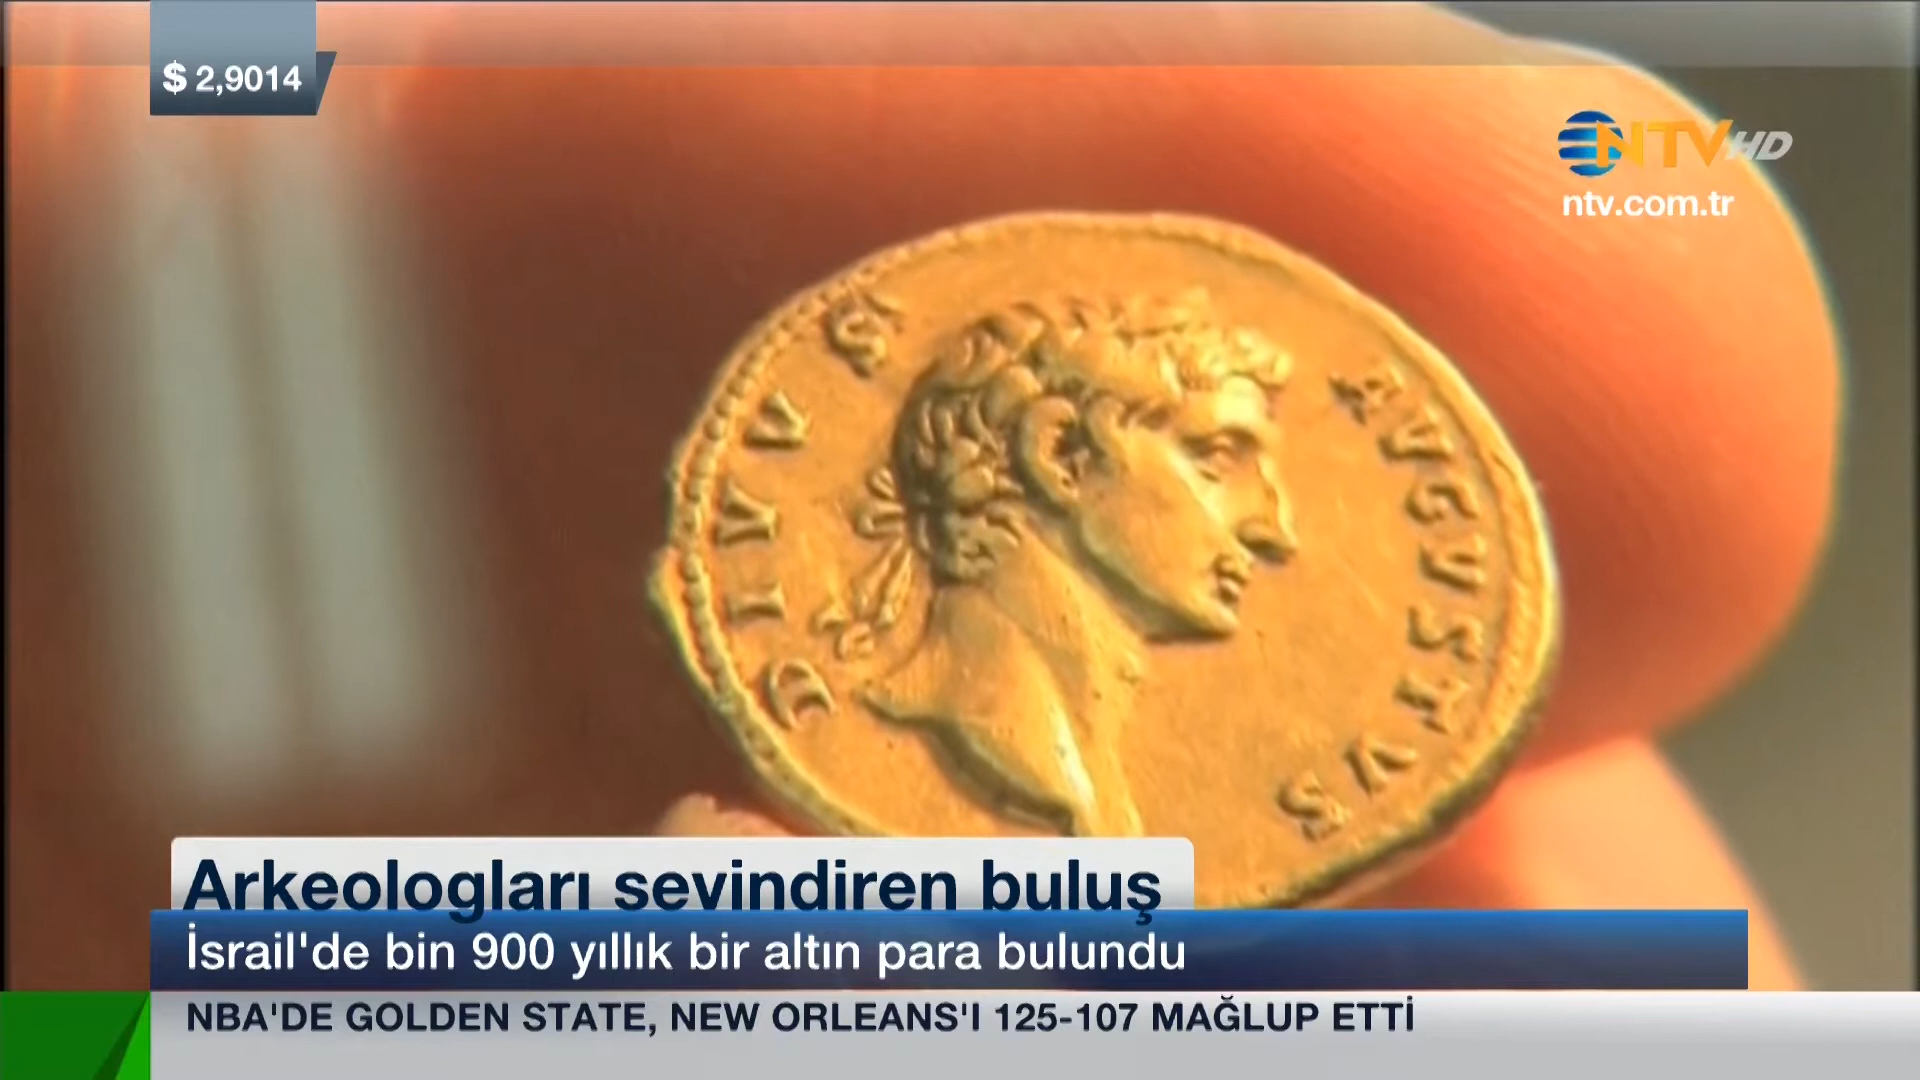 $ 2,9014
NTV HD
ntv.com.tr
DIVVS
AVGVSTVS
Arkeologları sevindiren buluş
İsrail'de bin 900 yıllık bir altın para bulundu
NBA'DE GOLDEN STATE, NEW ORLEANS'I 125-107 MAĞLUP ETTİ